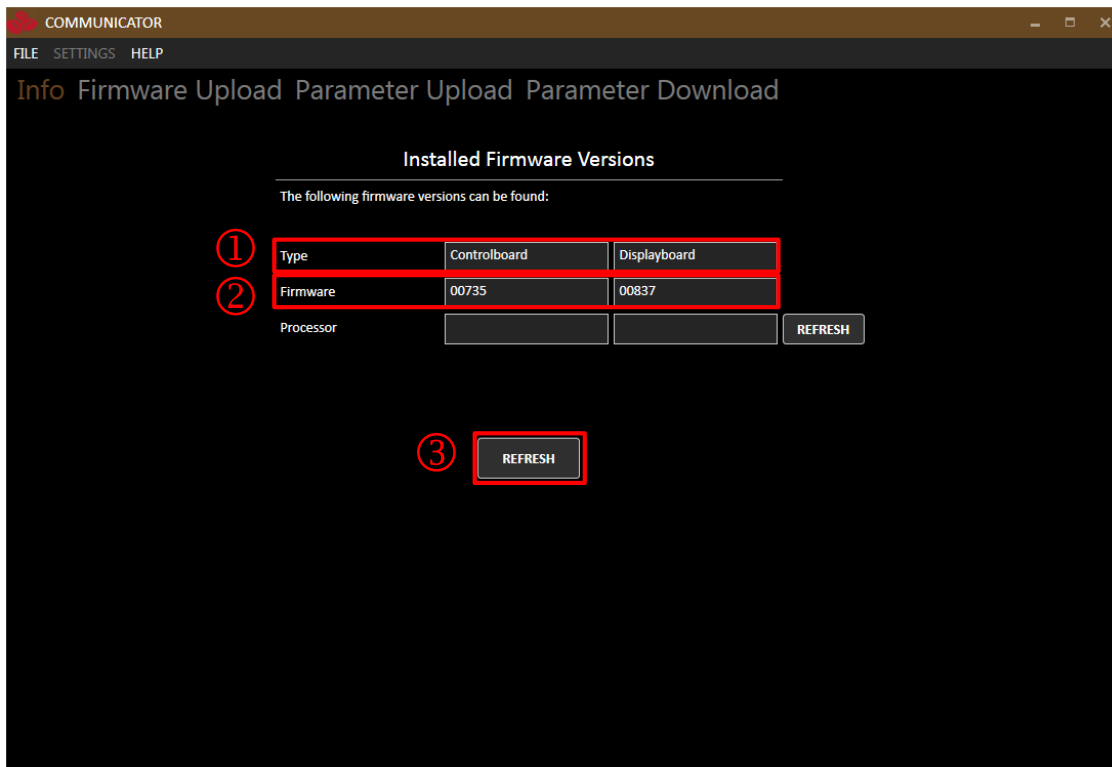 COMMUNICATOR
FILE SETTINGS HELP
Info Firmware Upload Parameter Upload Parameter Download
Installed Firmware Versions
The following firmware versions can be found:
① Type Controlboard Displayboard
② Firmware 00735 00837
Processor REFRESH
③ REFRESH